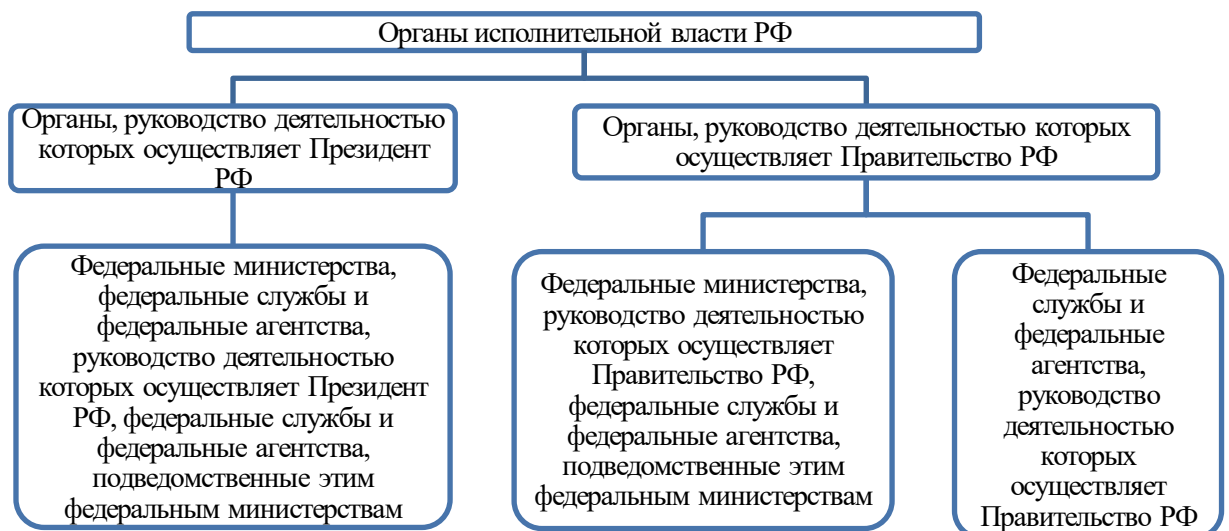 Органы исполнительной власти РФ
Органы, руководство деятельностью
которых осуществляет Президент
РФ
Органы, руководство деятельностью которых
осуществляет Правительство РФ
Федеральные министерства,
федеральные службы и
федеральные агентства,
руководство деятельностью
которых осуществляет Президент
РФ, федеральные службы и
федеральные агентства,
подведомственные этим
федеральным министерствам
Федеральные министерства,
руководство деятельностью
которых осуществляет
Правительство РФ,
федеральные службы и
федеральные агентства,
подведомственные этим
федеральным министерствам
Федеральные
службы и
федеральные
агентства,
руководство
деятельностью
которых
осуществляет
Правительство РФ